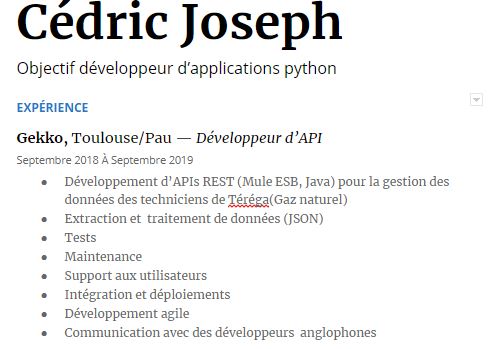 Cédric Joseph
Objectif développeur d'applications python
EXPÉRIENCE
Gekko, Toulouse/Pau — Développeur d'API
Septembre 2018 À Septembre 2019
● Développement d'APIs REST (Mule ESB, Java) pour la gestion des
données des techniciens de Téréga(Gaz naturel)
● Extraction et traitement de données (JSON)
● Tests
● Maintenance
● Support aux utilisateurs
● Intégration et déploiements
● Développement agile
● Communication avec des développeurs anglophones